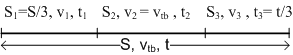 S₁=S/3, v₁, t₁ S₂, v₂ = vtb , t₂ S₃, v₃ , t₃= t/3
S, vtb, t